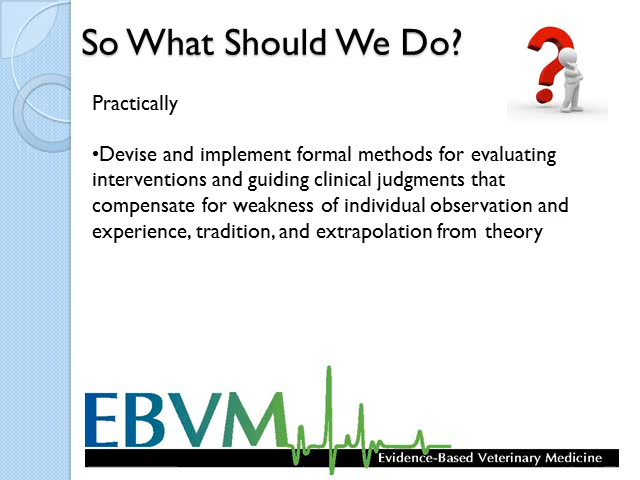 So What Should We Do?
Practically
•Devise and implement formal methods for evaluating
interventions and guiding clinical judgments that
compensate for weakness of individual observation and
experience, tradition, and extrapolation from theory
EBVM
Evidence-Based Veterinary Medicine